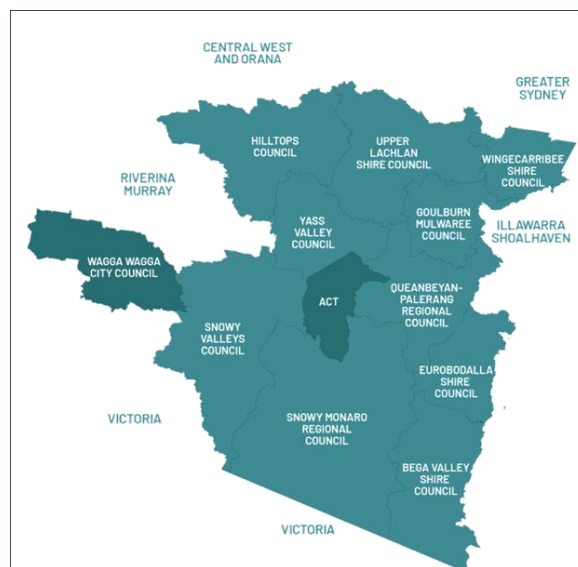 CENTRAL WEST
AND ORANA
GREATER
SYDNEY
HILLTOPS
COUNCIL
UPPER
LACHLAN
SHIRE COUNCIL
WINGECARRIBEE
SHIRE
COUNCIL
RIVERINA
MURRAY
YASS
VALLEY
COUNCIL
GOULBURN
MULWAREE
COUNCIL
ILLAWARRA
SHOALHAVEN
WAGGA WAGGA
CITY COUNCIL
ACT
QUEANBEYAN-
PALERANG
REGIONAL
COUNCIL
SNOWY
VALLEYS
COUNCIL
EUROBODALLA
SHIRE
COUNCIL
VICTORIA
SNOWY MONARO
REGIONAL
COUNCIL
BEGA VALLEY
SHIRE
COUNCIL
VICTORIA